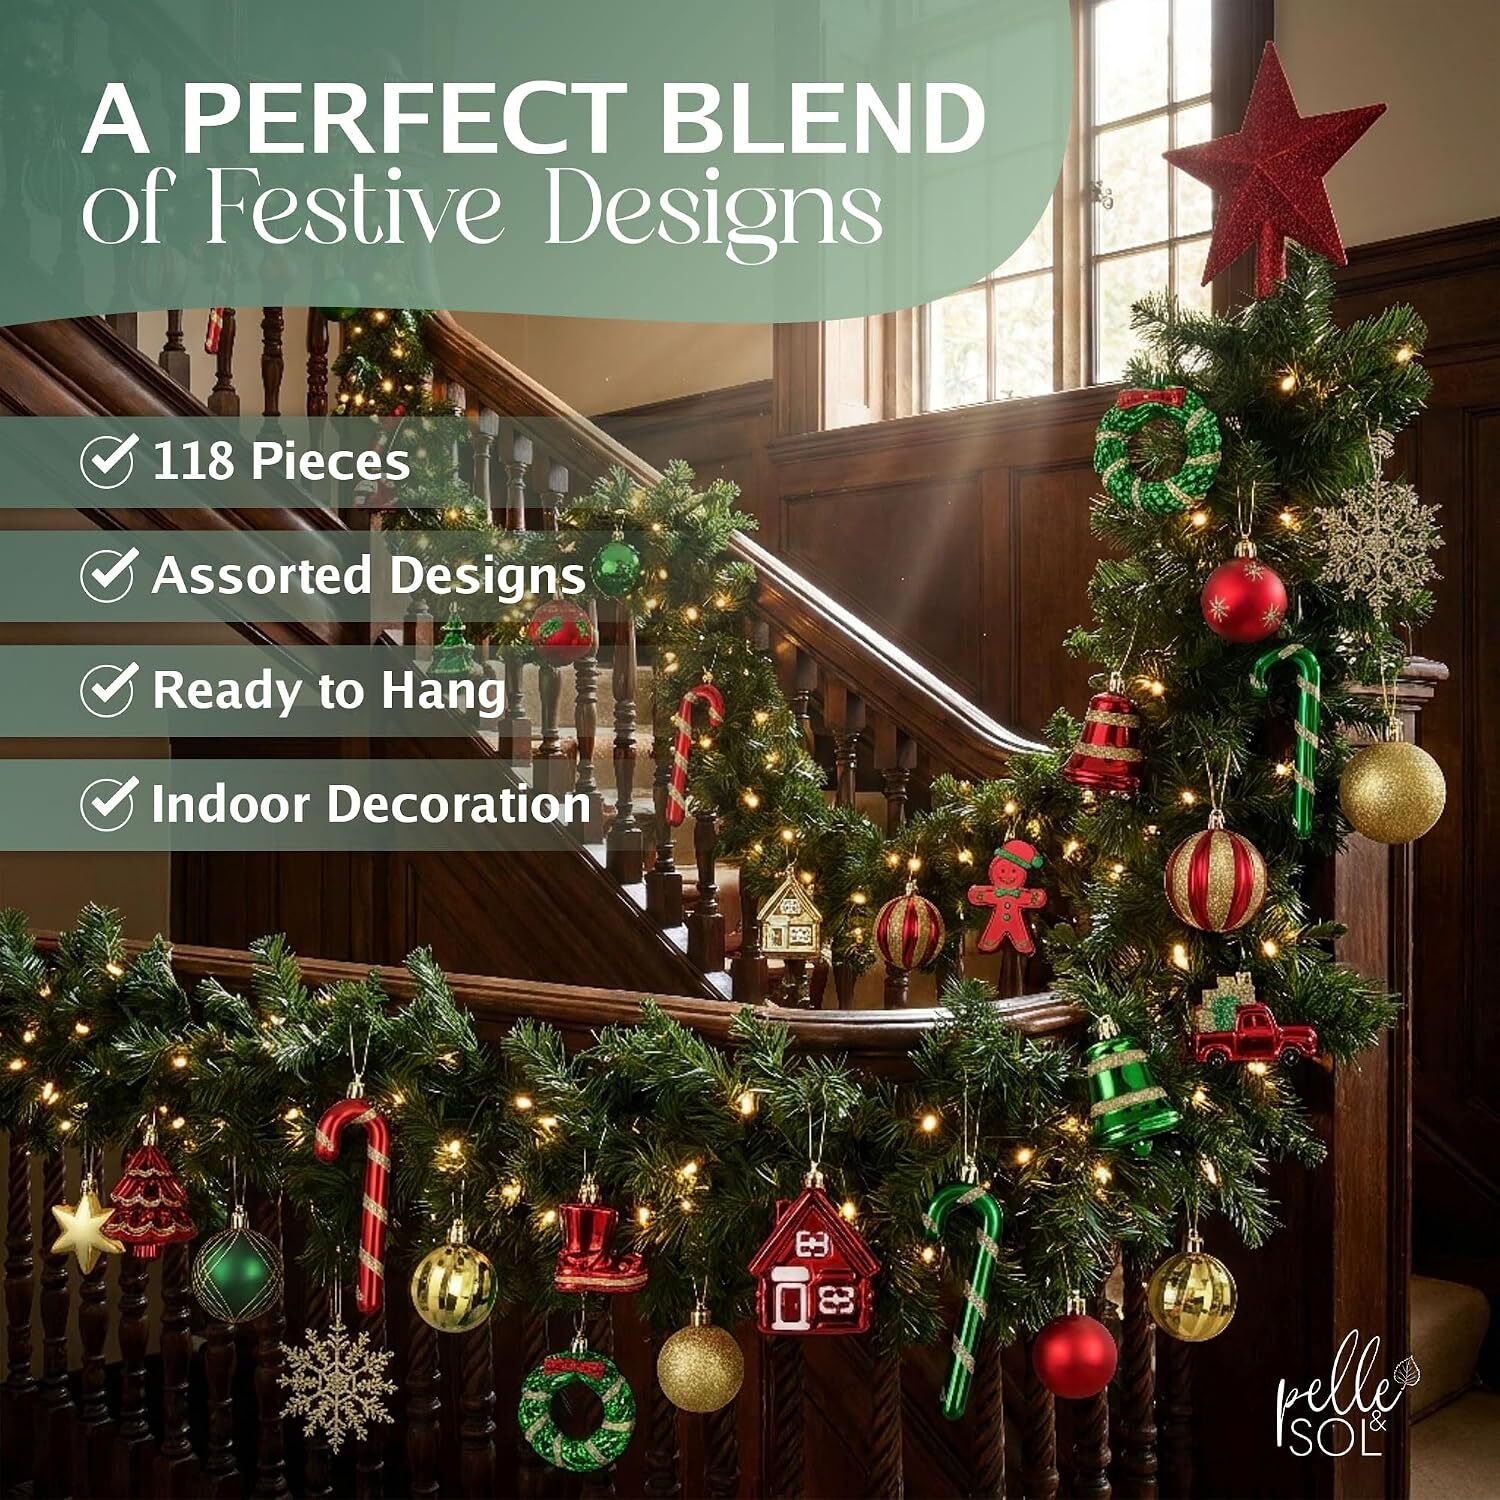 A PERFECT BLEND
of Festive Designs
118 Pieces
Assorted Designs
Ready to Hang
Indoor Decoration
pelle
& SOL